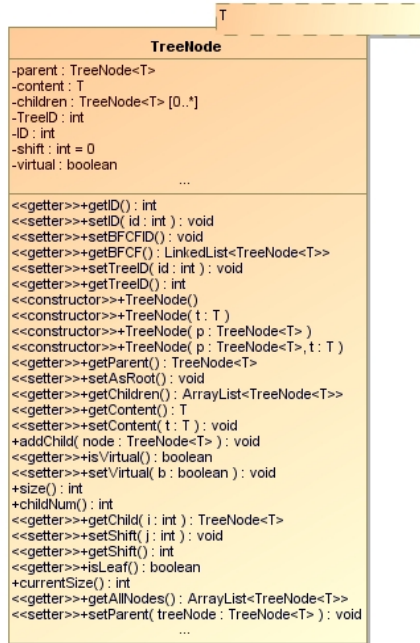 T
TreeNode
-parent : TreeNode<T>
-content : T
-children : TreeNode<T> [0..*]
-TreeID : int
-ID : int
-shift : int = 0
-virtual : boolean
...
<<getter>>+getID() : int
<<setter>>+setID( id : int ) : void
<<setter>>+setBFCFID() : void
<<getter>>+getBFCF() : LinkedList<TreeNode<T>>
<<setter>>+setTreeID( id : int ) : void
<<getter>>+getTreeID() : int
<<constructor>>+TreeNode()
<<constructor>>+TreeNode( t : T )
<<constructor>>+TreeNode( p : TreeNode<T> )
<<constructor>>+TreeNode( p : TreeNode<T>, t : T )
<<getter>>+getParent() : TreeNode<T>
<<setter>>+setAsRoot() : void
<<getter>>+getChildren() : ArrayList<TreeNode<T>>
<<getter>>+getContent() : T
<<setter>>+setContent( t : T ) : void
+addChild( node : TreeNode<T> ) : void
<<getter>>+isVirtual() : boolean
<<setter>>+setVirtual( b : boolean ) : void
+size() : int
+childNum() : int
<<getter>>+getChild( i : int ) : TreeNode<T>
<<setter>>+setShift( j : int ) : void
<<getter>>+getShift() : int
<<getter>>+isLeaf() : boolean
+currentSize() : int
<<getter>>+getAllNodes() : ArrayList<TreeNode<T>>
<<setter>>+setParent( treeNode : TreeNode<T> ) : void
...